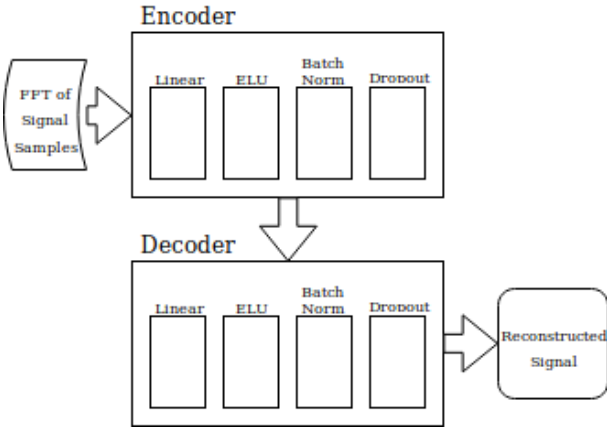 Encoder
FFT of
Signal
Samples
Linear
ELU
Batch
Norm
Dropout
Decoder
Linear
ELU
Batch
Norm
Dropout
Reconstructed
Signal